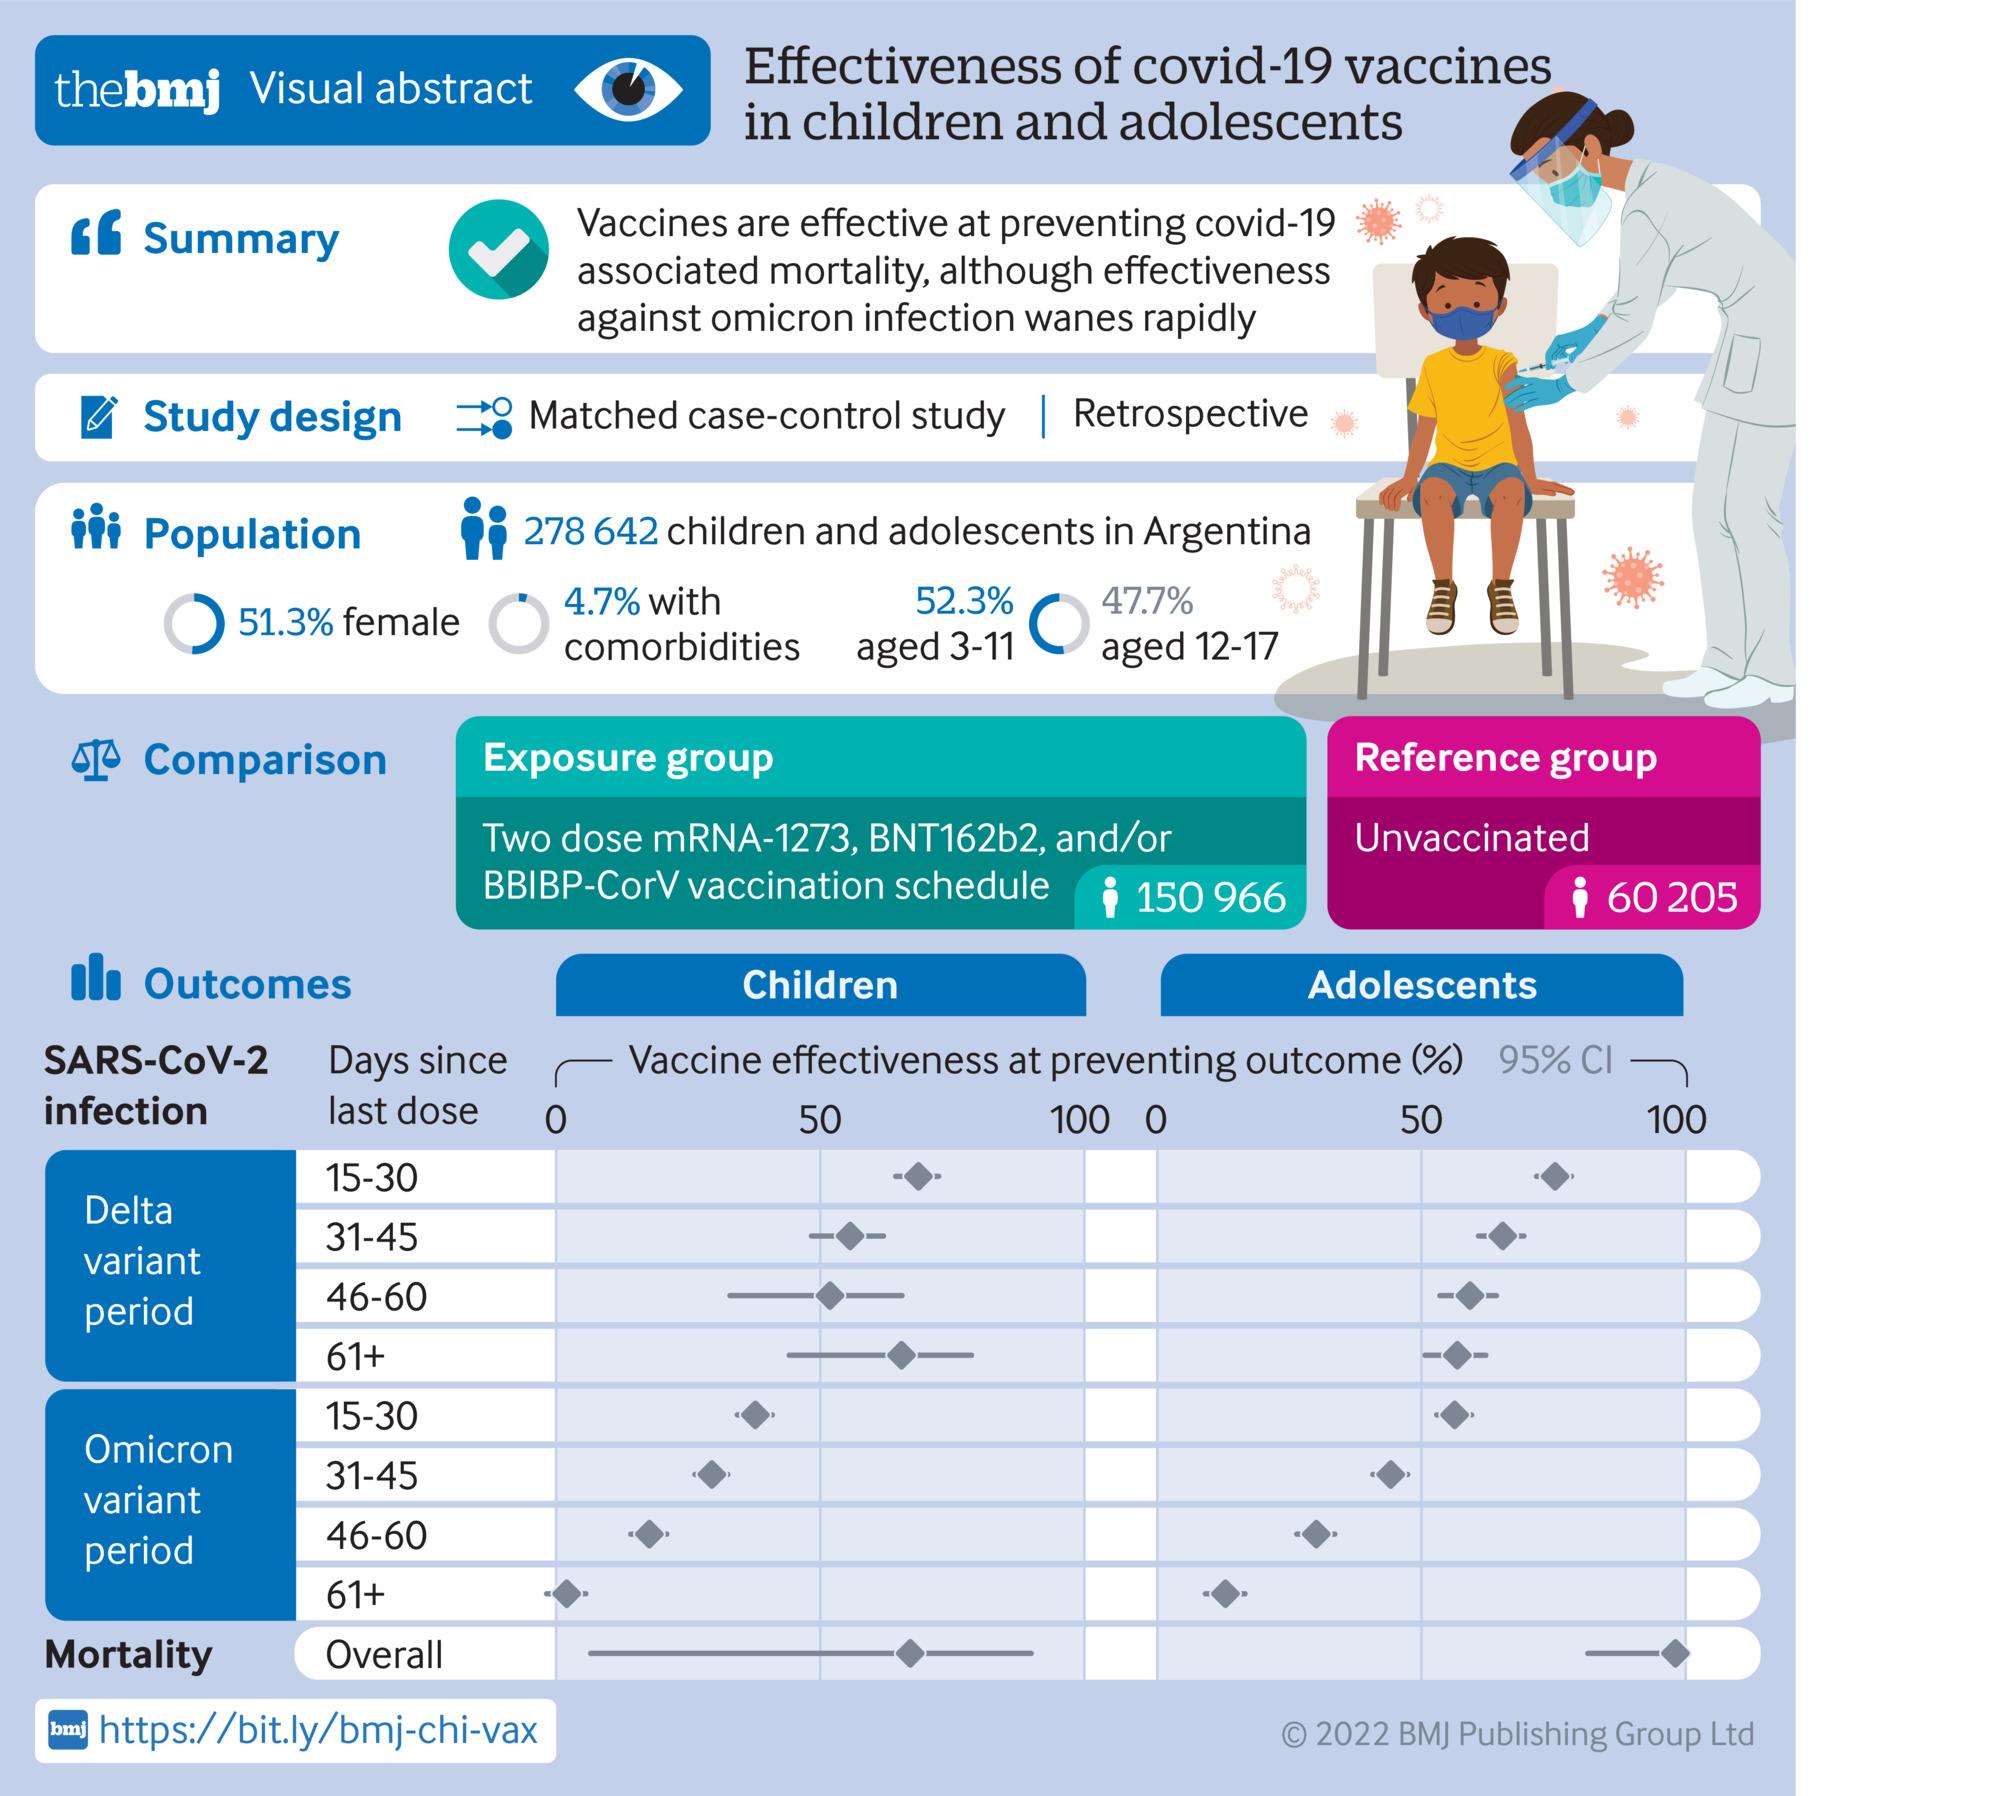 thebmj Visual abstract
Effectiveness of covid-19 vaccines
in children and adolescents
Summary
Vaccines are effective at preventing covid-19
associated mortality, although effectiveness
against omicron infection wanes rapidly
Study design
Matched case-control study | Retrospective
Population
278 642 children and adolescents in Argentina
51.3% female
4.7% with
comorbidities
52.3%
aged 3-11
47.7%
aged 12-17
Comparison
Exposure group
Two dose mRNA-1273, BNT162b2, and/or
BBIBP-CorV vaccination schedule
150 966
Reference group
Unvaccinated
60 205
Outcomes
Children
Adolescents
SARS-CoV-2
infection
Days since
last dose
Vaccine effectiveness at preventing outcome (%) 95% CI
0 50 100 0 50 100
Delta
variant
period
15-30
31-45
46-60
61+
Omicron
variant
period
15-30
31-45
46-60
61+
Mortality
Overall
bmj https://bit.ly/bmj-chi-vax
© 2022 BMJ Publishing Group Ltd